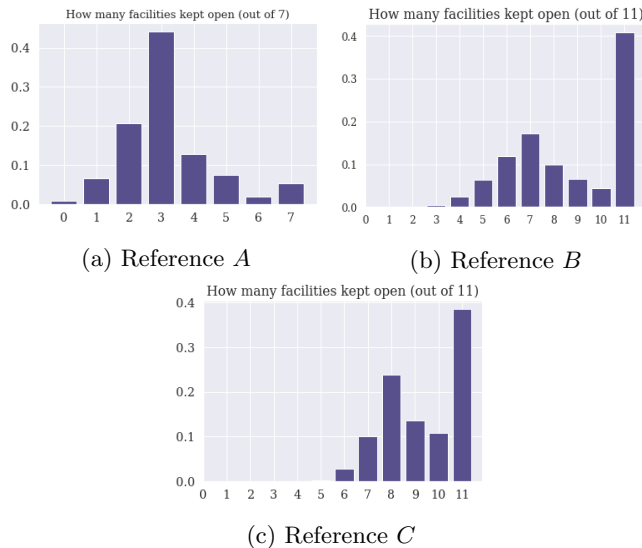 How many facilities kept open (out of 7)
0.4
0.3
0.2
0.1
0.0
0 1 2 3 4 5 6 7
(a) Reference A
How many facilities kept open (out of 11)
0.4
0.3
0.2
0.1
0.0
0 1 2 3 4 5 6 7 8 9 10 11
(b) Reference B
How many facilities kept open (out of 11)
0.4
0.3
0.2
0.1
0.0
0 1 2 3 4 5 6 7 8 9 10 11
(c) Reference C